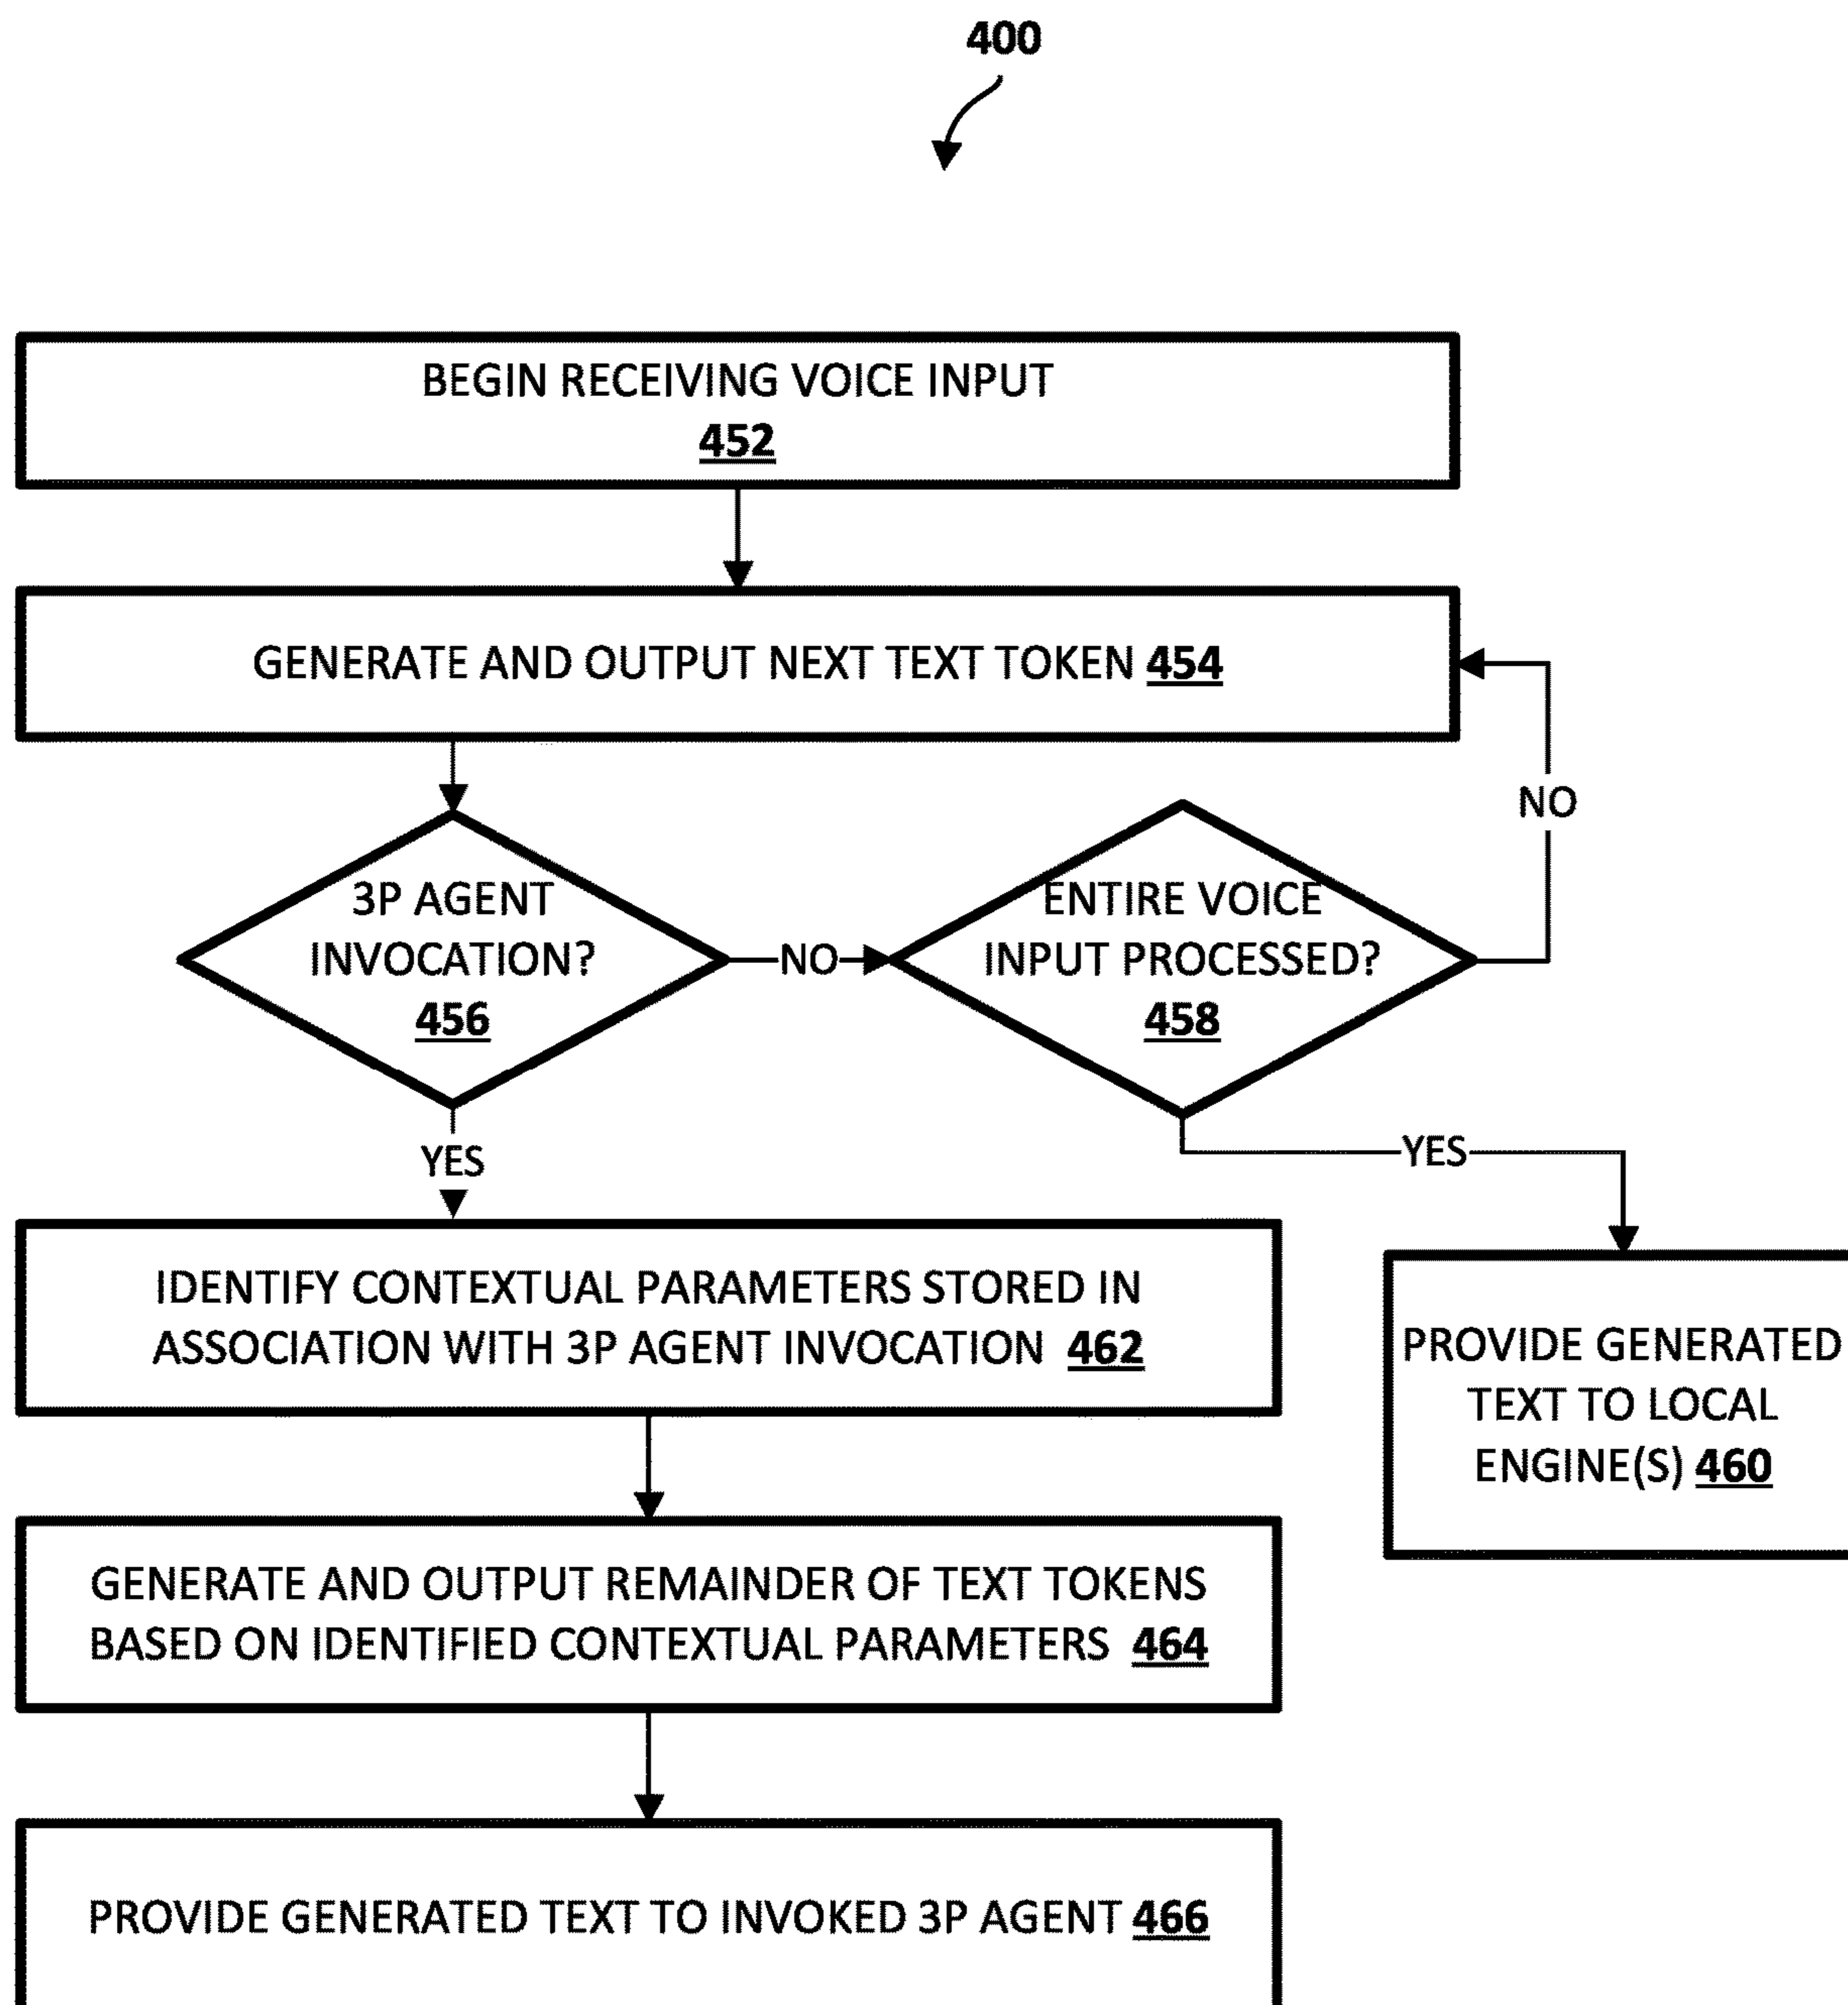 400
BEGIN RECEIVING VOICE INPUT
452
GENERATE AND OUTPUT NEXT TEXT TOKEN 454
NO
3P AGENT
INVOCATION?
456
NO
ENTIRE VOICE
INPUT PROCESSED?
458
YES
YES
IDENTIFY CONTEXTUAL PARAMETERS STORED IN
ASSOCIATION WITH 3P AGENT INVOCATION 462
PROVIDE GENERATED
TEXT TO LOCAL
ENGINE(S) 460
GENERATE AND OUTPUT REMAINDER OF TEXT TOKENS
BASED ON IDENTIFIED CONTEXTUAL PARAMETERS 464
PROVIDE GENERATED TEXT TO INVOKED 3P AGENT 466